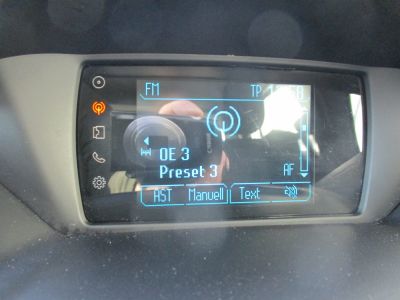 FM TP
OE 3
Preset 3
AF
AST Manuell Text